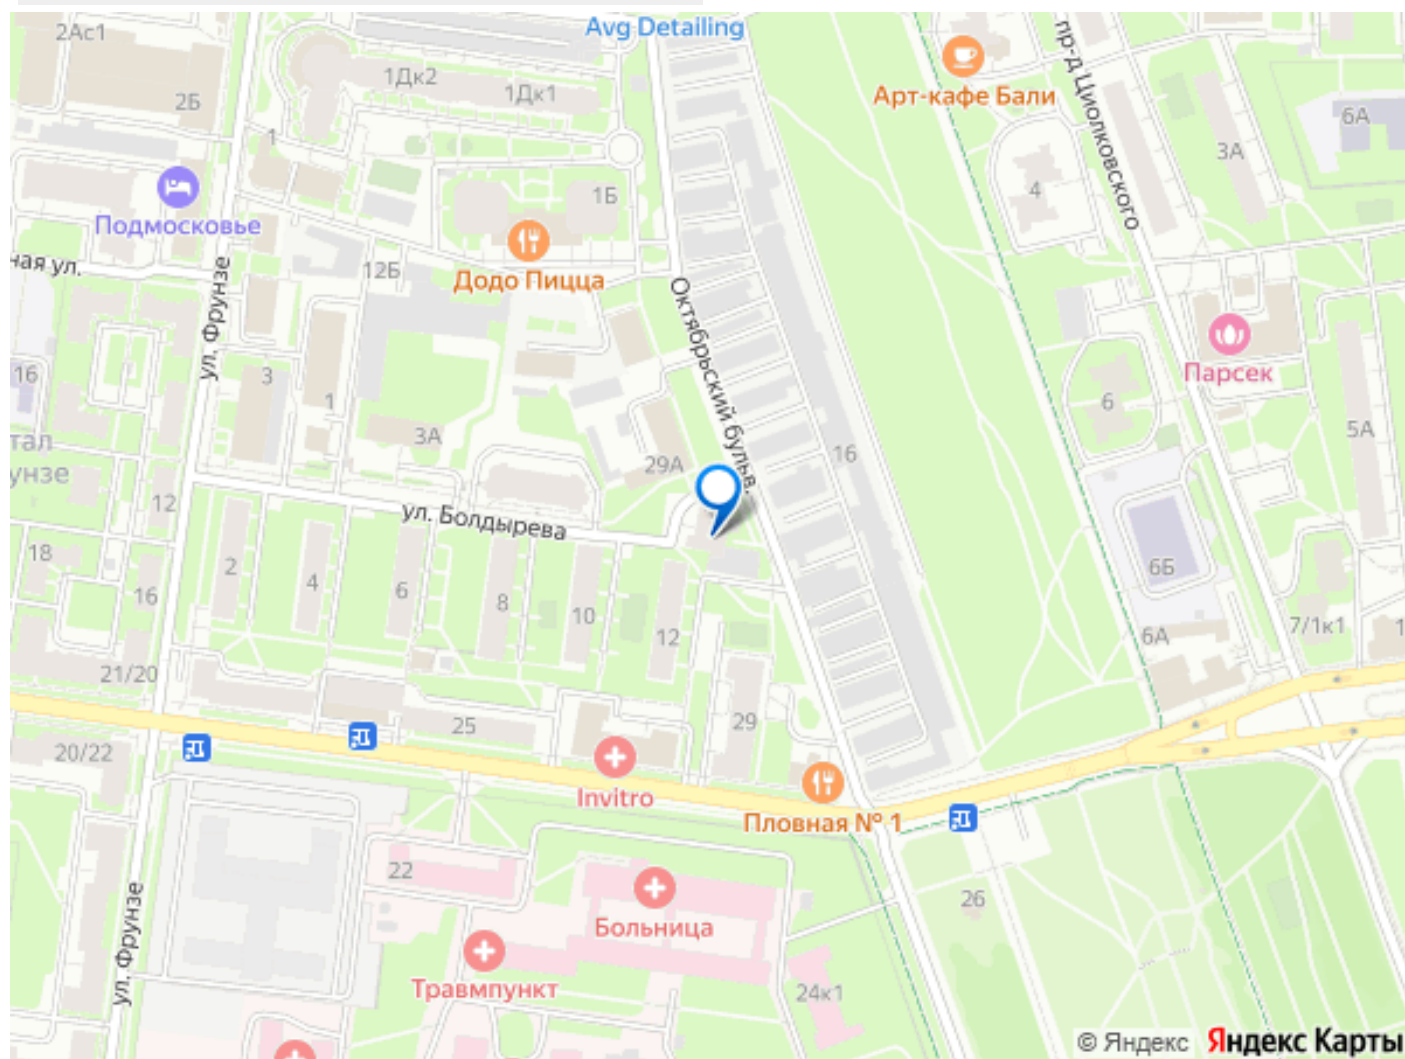 2Ас1
Avg Detailing
1Дк2
1Дк1
2Б
Арт-кафе Бали
пр-д Циолковского
6А
3А
1
4
1Б
Подмосковье
Додо Пицца
ная ул.
12Б
ул. Фрунзе
Октябрьский бульв.
Парсек
16
3
1
6
5А
тал
унзе
3А
29А
16
12
ул. Болдырева
18
2
4
6
8
10
12
16
6Б
6А
7/1к1
1
21/20
25
29
20/22
Invitro
Пловная № 1
22
Больница
26
ул. Фрунзе
Травмпункт
24к1
© Яндекс Яндекс Карты